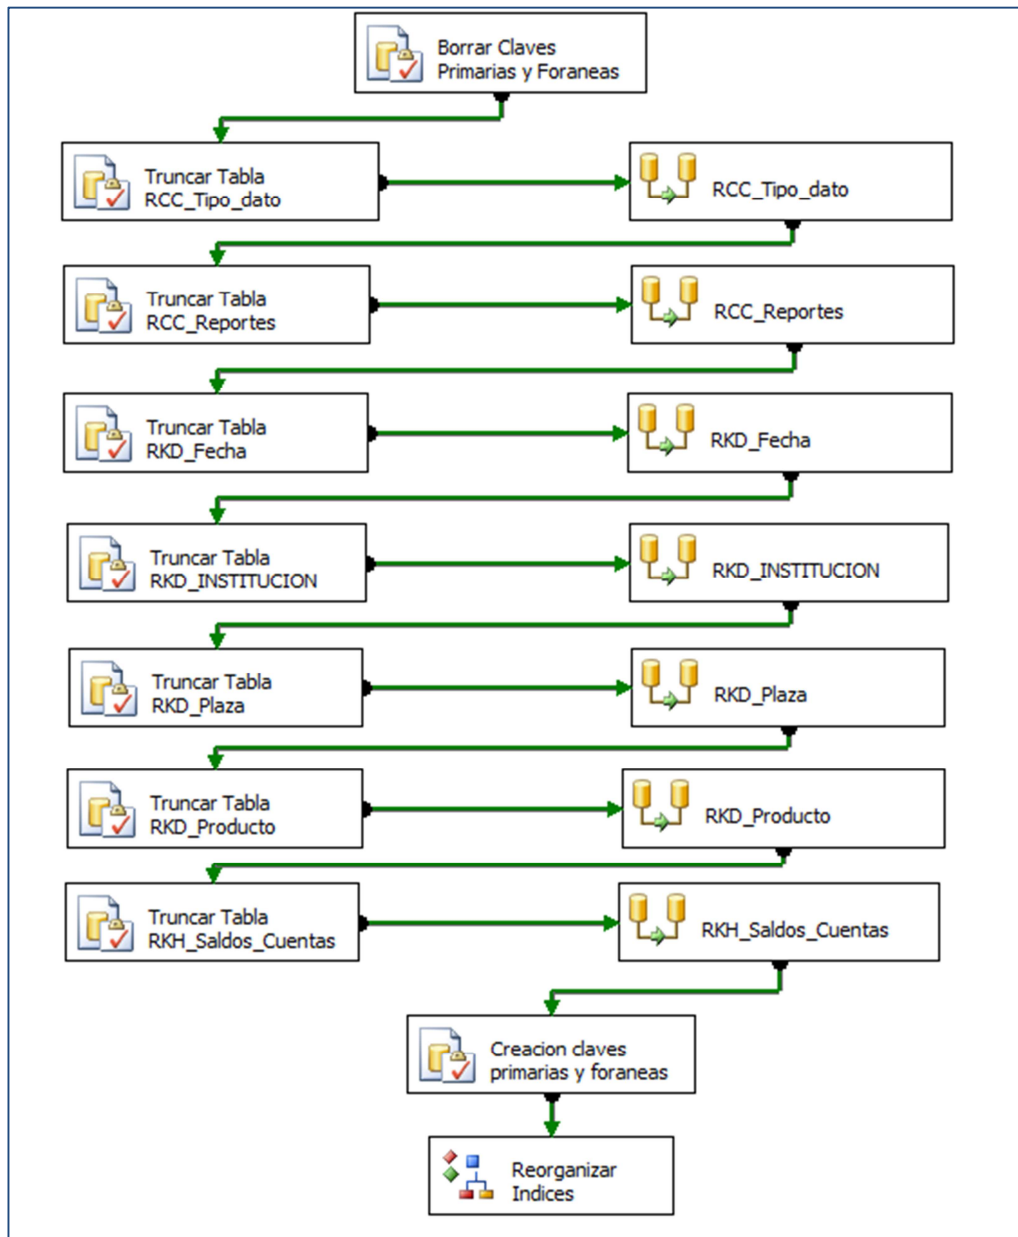 Borrar Claves
Primarias y Foraneas
Truncar Tabla
RCC_Tipo_dato
RCC_Tipo_dato
Truncar Tabla
RCC_Reportes
RCC_Reportes
Truncar Tabla
RKD_Fecha
RKD_Fecha
Truncar Tabla
RKD_INSTITUCION
RKD_INSTITUCION
Truncar Tabla
RKD_Plaza
RKD_Plaza
Truncar Tabla
RKD_Producto
RKD_Producto
Truncar Tabla
RKH_Saldos_Cuentas
RKH_Saldos_Cuentas
Creacion claves
primarias y foraneas
Reorganizar
Indices